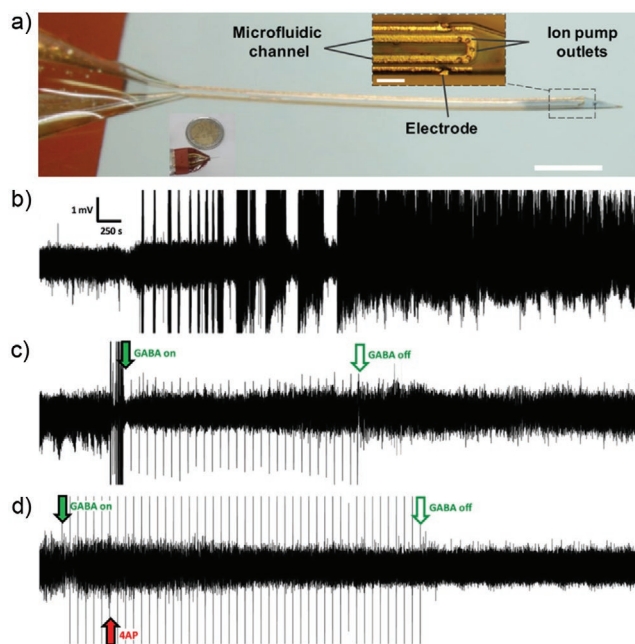 a)
Microfluidic
channel
Ion pump
outlets
Electrode
b)
1 mV
250 s
c)
GABA on
GABA off
d)
GABA on
GABA off
4AP